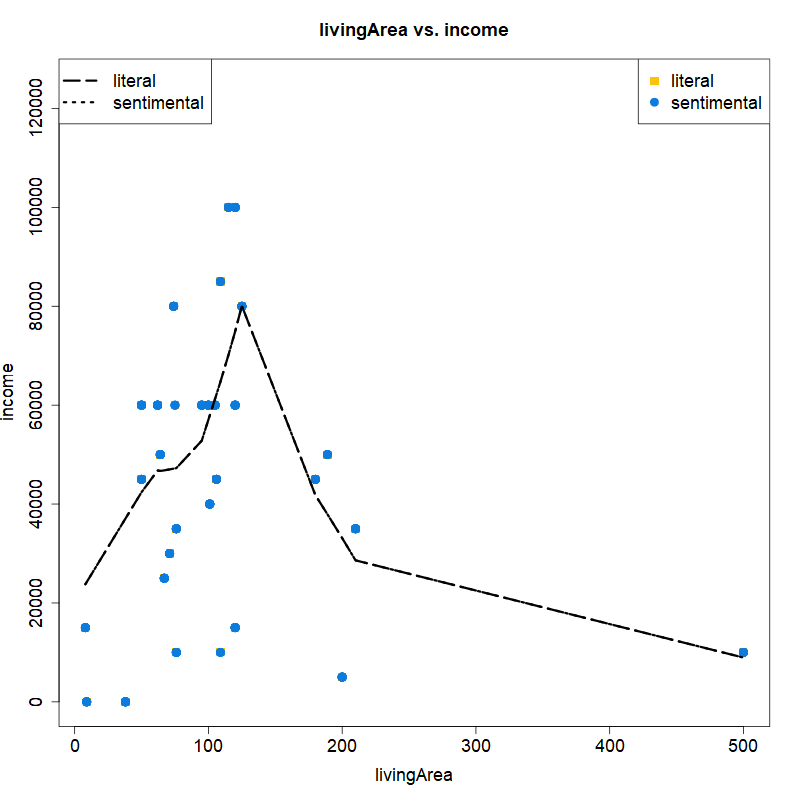 livingArea vs. income
literal
sentimental
literal
sentimental
income
120000
100000
80000
60000
40000
20000
0
0 100 200 300 400 500
livingArea